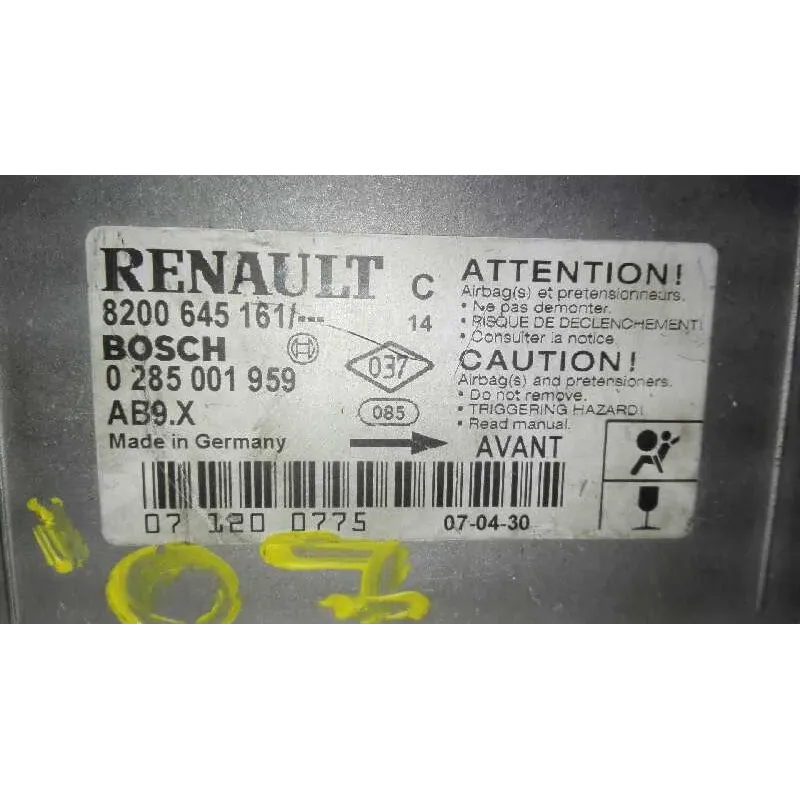 RENAULT C
8200 645 161/--- 14
BOSCH
037
0 285 001 959
AB9.X
085
Made in Germany
ATTENTION!
Airbag(s) et pretensionneurs.
• Ne pas demonter.
• RISQUE DE DECLENCHEMENT!
• Consulter la notice.
CAUTION!
Airbag(s) and pretensioners.
• Do not remove.
• TRIGGERING HAZARD!
• Read manual.
AVANT
07 120 0775
07-04-30